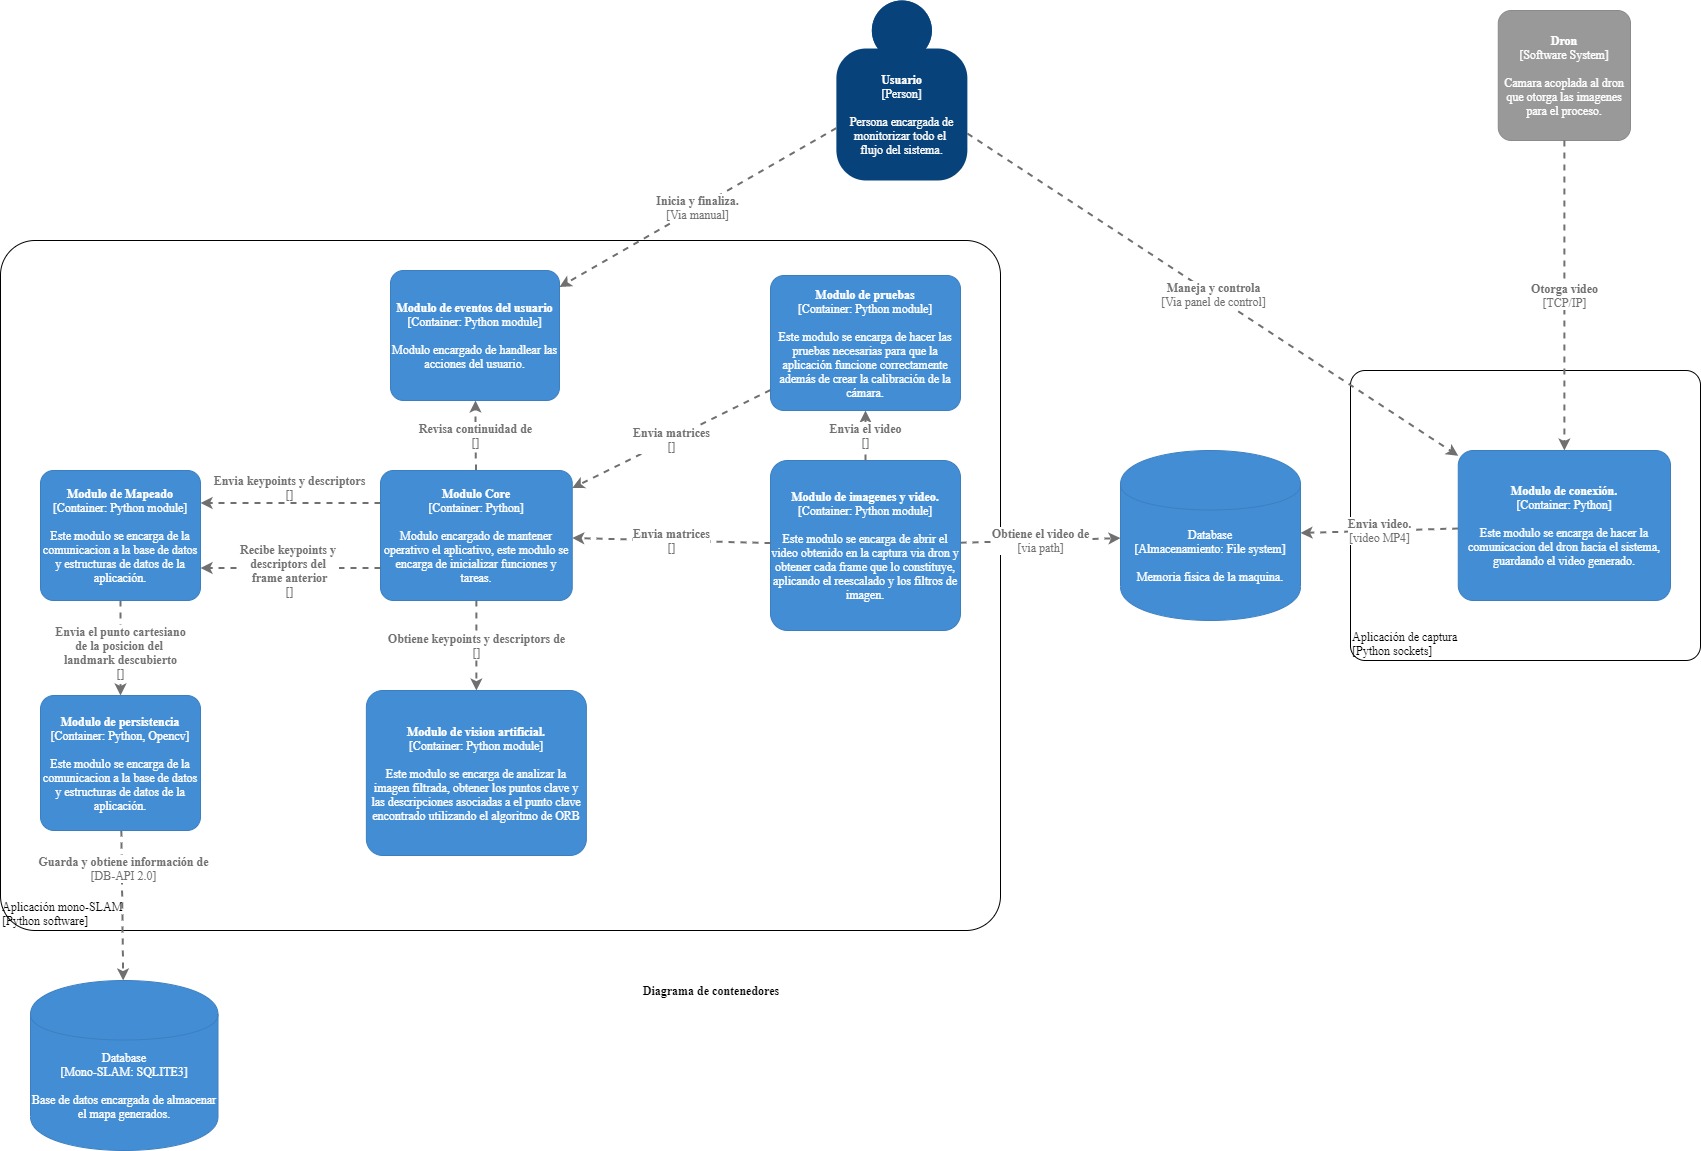 Usuario
[Person]
Persona encargada de
monitorizar todo el
flujo del sistema.
Dron
[Software System]
Camara acoplada al dron
que otorga las imagenes
para el proceso.
Inicia y finaliza.
[Via manual]
Maneja y controla
[Via panel de control]
Otorga video
[TCP/IP]
Modulo de eventos del usuario
[Container: Python module]
Modulo encargado de handlear las
acciones del usuario.
Modulo de pruebas
[Container: Python module]
Este modulo se encarga de hacer las
pruebas necesarias para que la
aplicación funcione correctamente
además de crear la calibración de la
cámara.
Revisa continuidad de
[]
Envia matrices
[]
Envia el video
[]
Modulo de Mapeado
[Container: Python module]
Este modulo se encarga de la
comunicacion a la base de datos
y estructuras de datos de la
aplicación.
Envia keypoints y descriptors
[]
Recibe keypoints y
descriptors del
frame anterior
[]
Modulo Core
[Container: Python]
Modulo encargado de mantener
operativo el aplicativo, este modulo se
encarga de inicializar funciones y
tareas.
Envia matrices
[]
Modulo de imagenes y video.
[Container: Python module]
Este modulo se encarga de abrir el
video obtenido en la captura via dron y
obtener cada frame que lo constituye,
aplicando el reescalado y los filtros de
imagen.
Obtiene el video de
[via path]
Database
[Almacenamiento: File system]
Memoria fisica de la maquina.
Envia video.
[video MP4]
Modulo de conexión.
[Container: Python]
Este modulo se encarga de hacer la
comunicacion del dron hacia el sistema,
guardando el video generado.
Aplicación de captura
[Python sockets]
Envia el punto cartesiano
de la posicion del
landmark descubierto
[]
Obtiene keypoints y descriptors de
[]
Modulo de persistencia
[Container: Python, Opencv]
Este modulo se encarga de la
comunicacion a la base de datos
y estructuras de datos de la
aplicación.
Modulo de vision artificial.
[Container: Python module]
Este modulo se encarga de analizar la
imagen filtrada, obtener los puntos clave y
las descripciones asociadas a el punto clave
encontrado utilizando el algoritmo de ORB
Guarda y obtiene información de
[DB-API 2.0]
Aplicación mono-SLAM
[Python software]
Diagrama de contenedores
Database
[Mono-SLAM: SQLITE3]
Base de datos encargada de almacenar
el mapa generados.